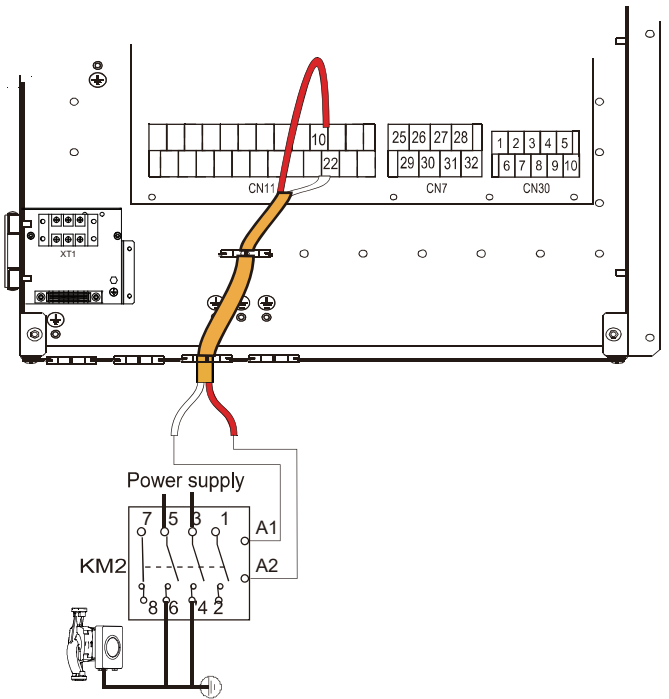 10
25 26 27 28
1 2 3 4 5
22
29 30 31 32
6 7 8 9 10
CN11
CN7
CN30
XT1
Power supply
7 5 3 1
A1
KM2
A2
8 6 4 2